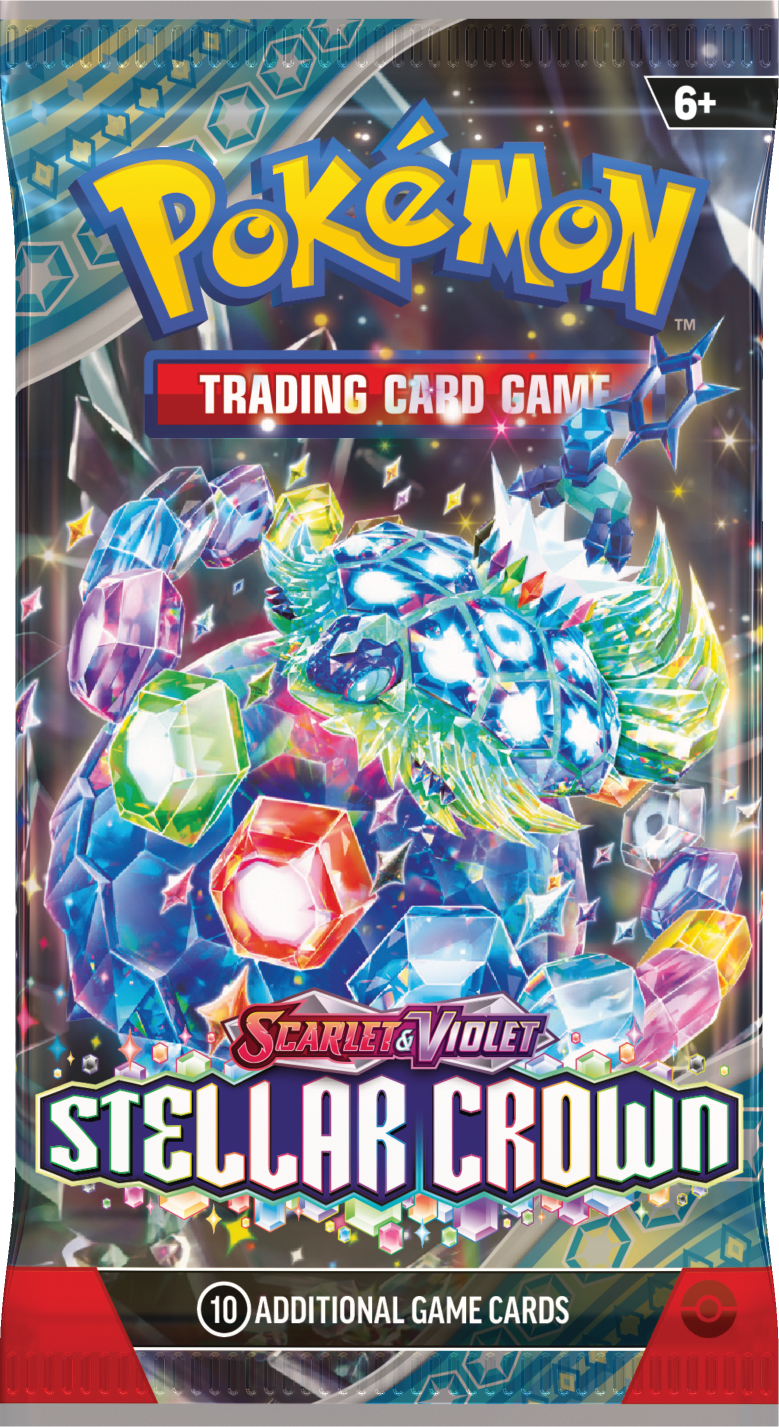 6+
POKéMON
TM
TRADING CARD GAME
SCARLET & VIOLET
STELLAR CROWN
10 ADDITIONAL GAME CARDS